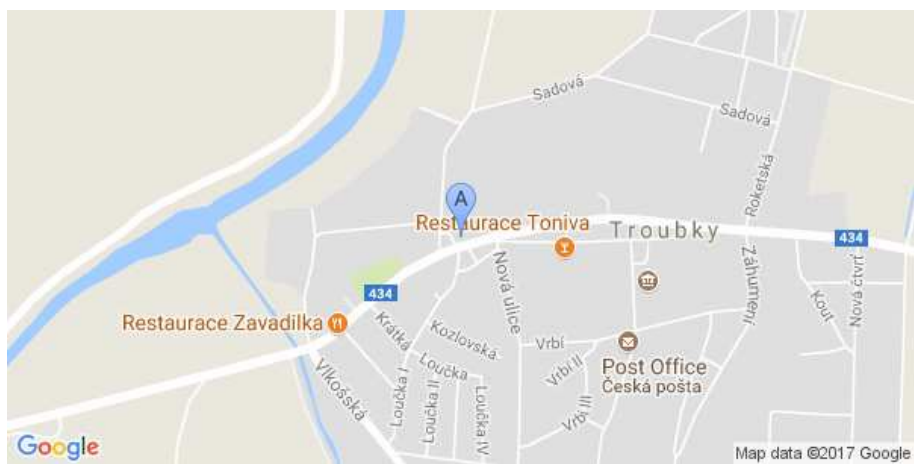 Sadová
Sadová
Roketská
A
Restaurace Toniva
Troubky
434
434
Restaurace Zavadilka
Nová ulice
Záhumení
Kout
Nová čtvrť
Krátká
Kozlovská
Loučka
Vrbí
Vrbí II
Vrbí III
Post Office
Česká pošta
Vlkošská
Loučka I
Loučka II
Loučka IV
Google
Map data ©2017 Google